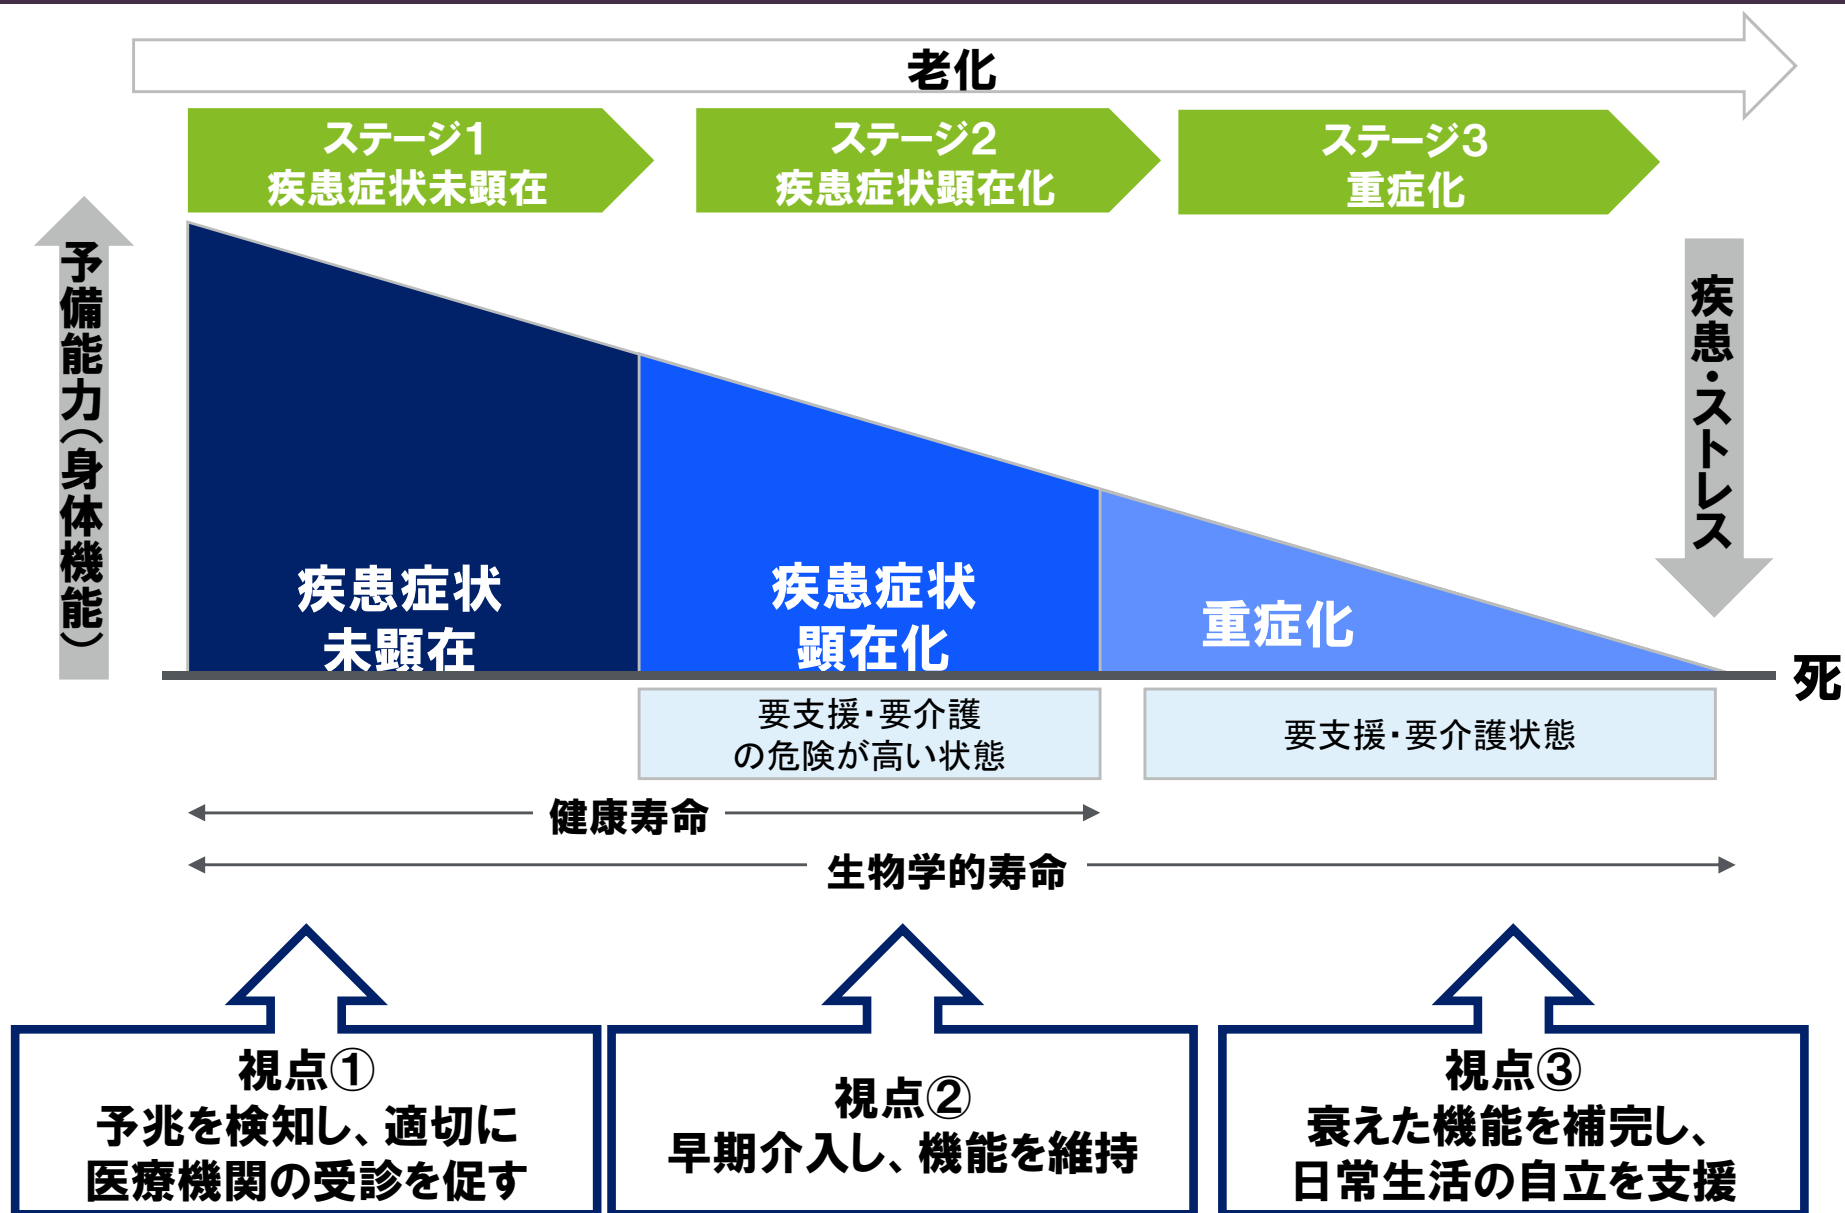 老化
ステージ1
疾患症状未顕在
ステージ2
疾患症状顕在化
ステージ3
重症化
予備能力(身体機能)
疾患・ストレス
疾患症状
未顕在
疾患症状
顕在化
重症化
死
要支援・要介護
の危険が高い状態
要支援・要介護状態
健康寿命
生物学的寿命
視点①
予兆を検知し、適切に
医療機関の受診を促す
視点②
早期介入し、機能を維持
視点③
衰えた機能を補完し、
日常生活の自立を支援